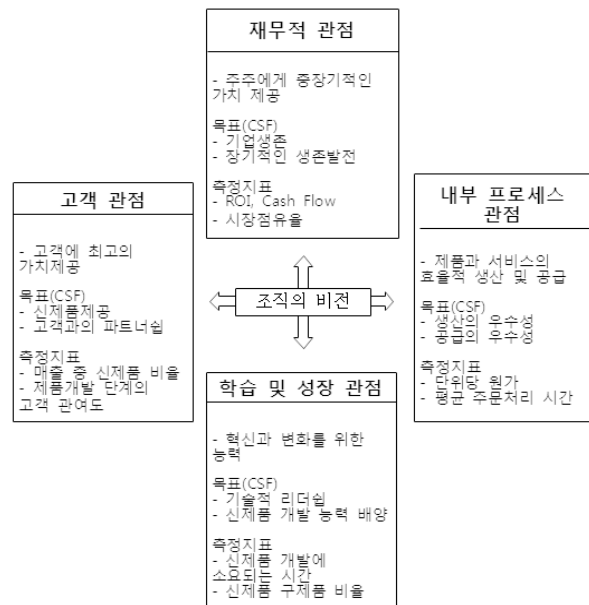 재무적 관점
- 주주에게 중장기적인
가치 제공
목표(CSF)
- 기업생존
- 장기적인 생존발전
측정지표
- ROI, Cash Flow
- 시장점유율
고객 관점
- 고객에 최고의
가치제공
목표(CSF)
- 신제품제공
- 고객과의 파트너쉽
측정지표
- 매출 중 신제품 비율
- 제품개발 단계의
고객 관여도
조직의 비전
내부 프로세스
관점
- 제품과 서비스의
효율적 생산 및 공급
목표(CSF)
- 생산의 우수성
- 공급의 우수성
측정지표
- 단위당 원가
- 평균 주문처리 시간
학습 및 성장 관점
- 혁신과 변화를 위한
능력
목표(CSF)
- 기술적 리더쉽
- 신제품 개발 능력 배양
측정지표
- 신제품 개발에
소요되는 시간
- 신제품 구제품 비율